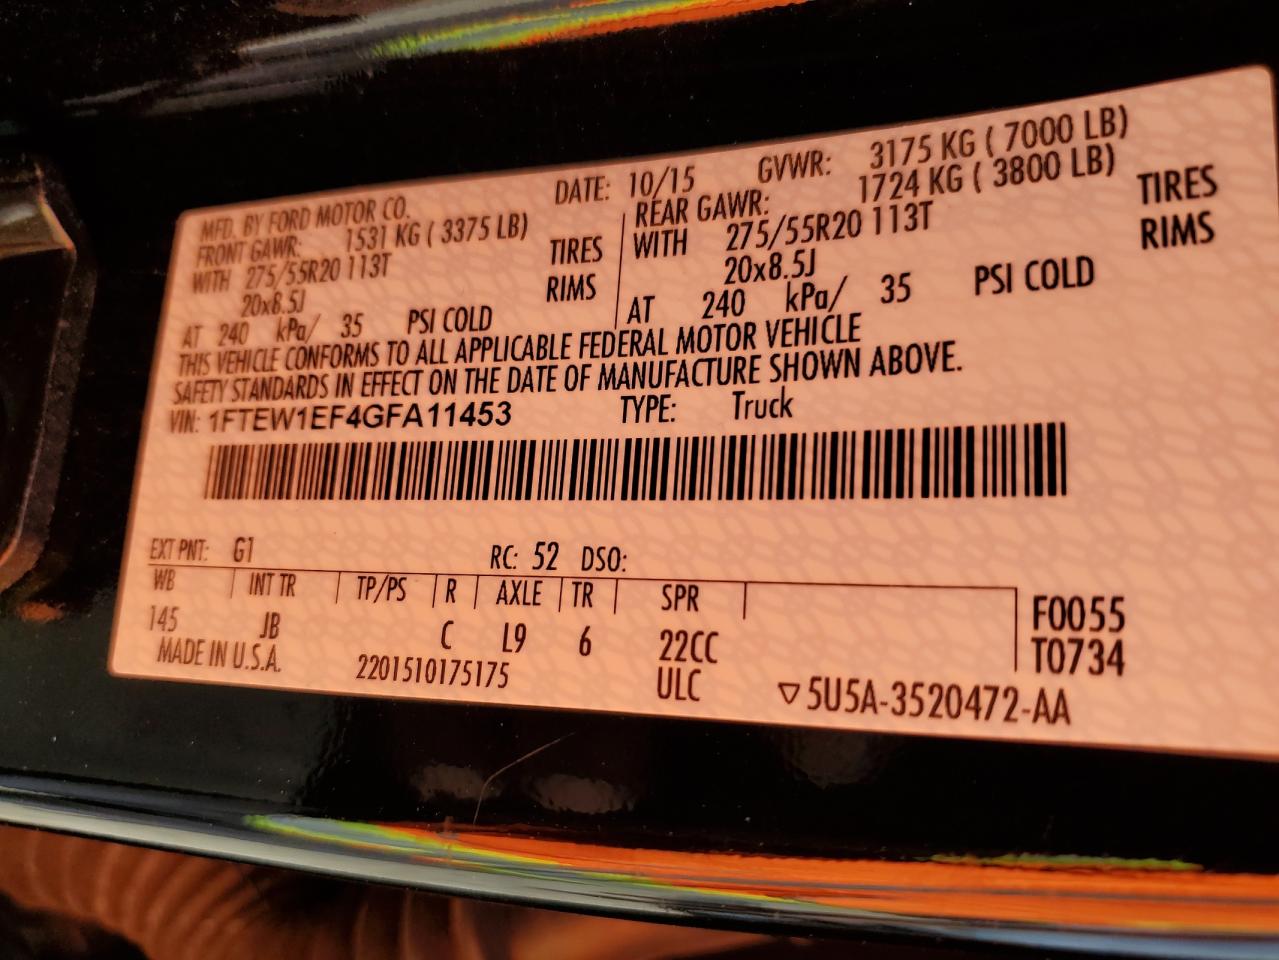 MFD. BY FORD MOTOR CO. DATE: 10/15 GVWR: 3175 KG ( 7000 LB)
FRONT GAWR: 1531 KG ( 3375 LB)
WITH 275/55R20 113T TIRES
20x8.5J RIMS
AT 240 kPa/ 35 PSI COLD
REAR GAWR: 1724 KG ( 3800 LB)
WITH 275/55R20 113T TIRES
20x8.5J RIMS
AT 240 kPa/ 35 PSI COLD
THIS VEHICLE CONFORMS TO ALL APPLICABLE FEDERAL MOTOR VEHICLE
SAFETY STANDARDS IN EFFECT ON THE DATE OF MANUFACTURE SHOWN ABOVE.
VIN: 1FTEW1EF4GFA11453 TYPE: Truck
EXT PNT: G1 RC: 52 DSO:
WB INT TR TP/PS R AXLE TR SPR
145 JB C L9 6 22CC
F0055
T0734
MADE IN U.S.A. 2201510175175 ULC ▽5U5A-3520472-AA